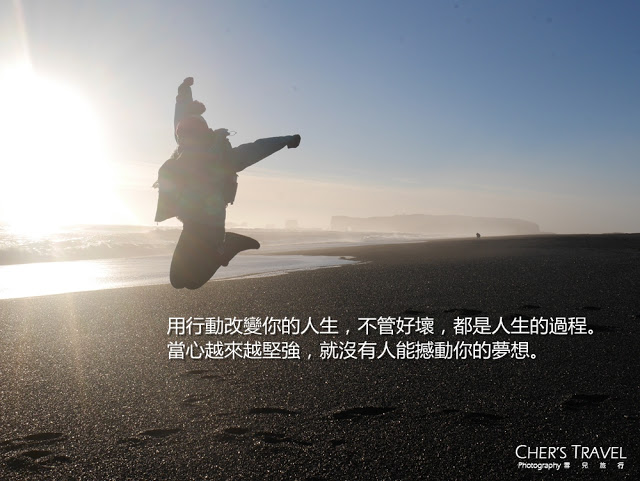 用行動改變你的人生，不管好壞，都是人生的過程。
當心越來越堅強，就沒有人能撼動你的夢想。
CHER'S TRAVEL
Photography 雪兒旅行